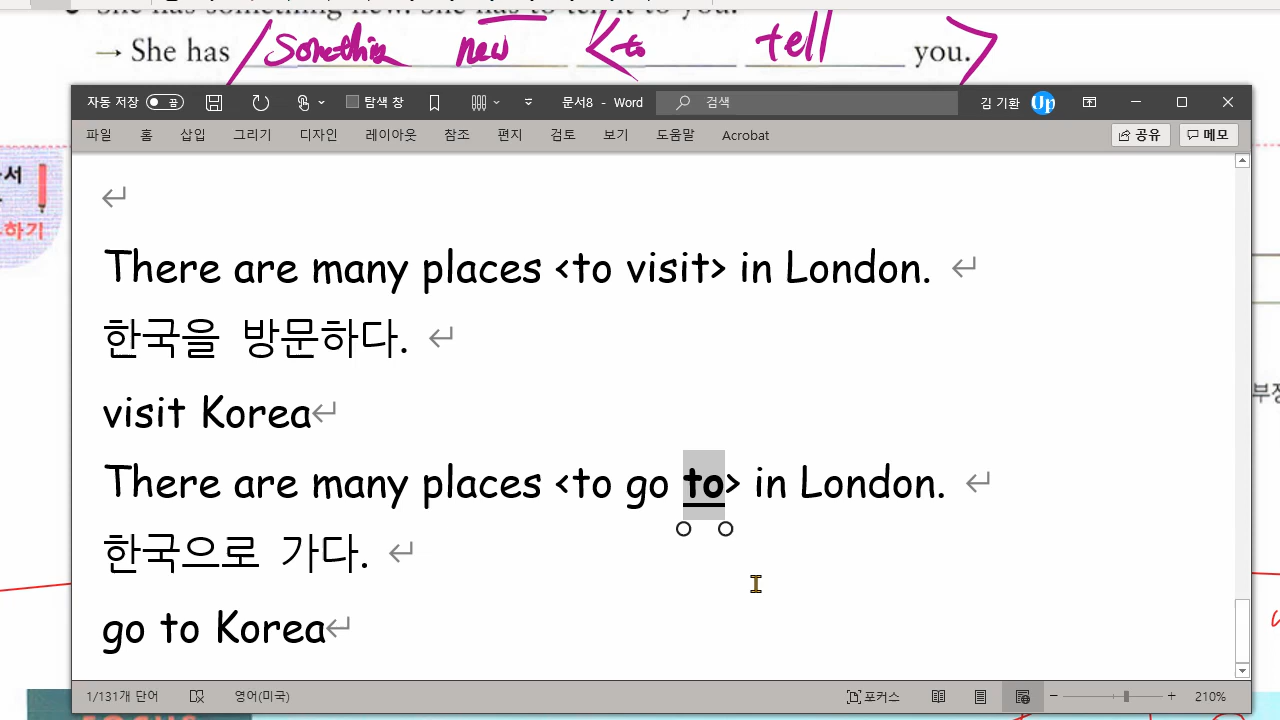 She has something new. She has to tell it to you.
→ She has Something new to tell you.
자동 저장 끔 탐색 창 문서8 - Word 검색 김 기환 Up
파일 홈 삽입 그리기 디자인 레이아웃 참조 편지 검토 보기 도움말 Acrobat 공유 메모
There are many places <to visit> in London.
한국을 방문하다.
visit Korea
There are many places <to go to> in London.
한국으로 가다.
go to Korea
1/131개 단어 영어(미국) 포커스 210%
하기